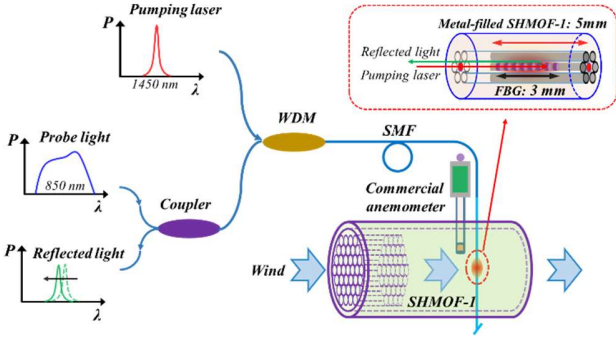 Pumping laser
P
1450 nm
λ
Metal-filled SHMOF-1: 5mm
Reflected light
Pumping laser
FBG: 3 mm
WDM
SMF
Probe light
P
850 nm
λ
Coupler
Commercial
anemometer
Reflected light
P
λ
Wind
SHMOF-1